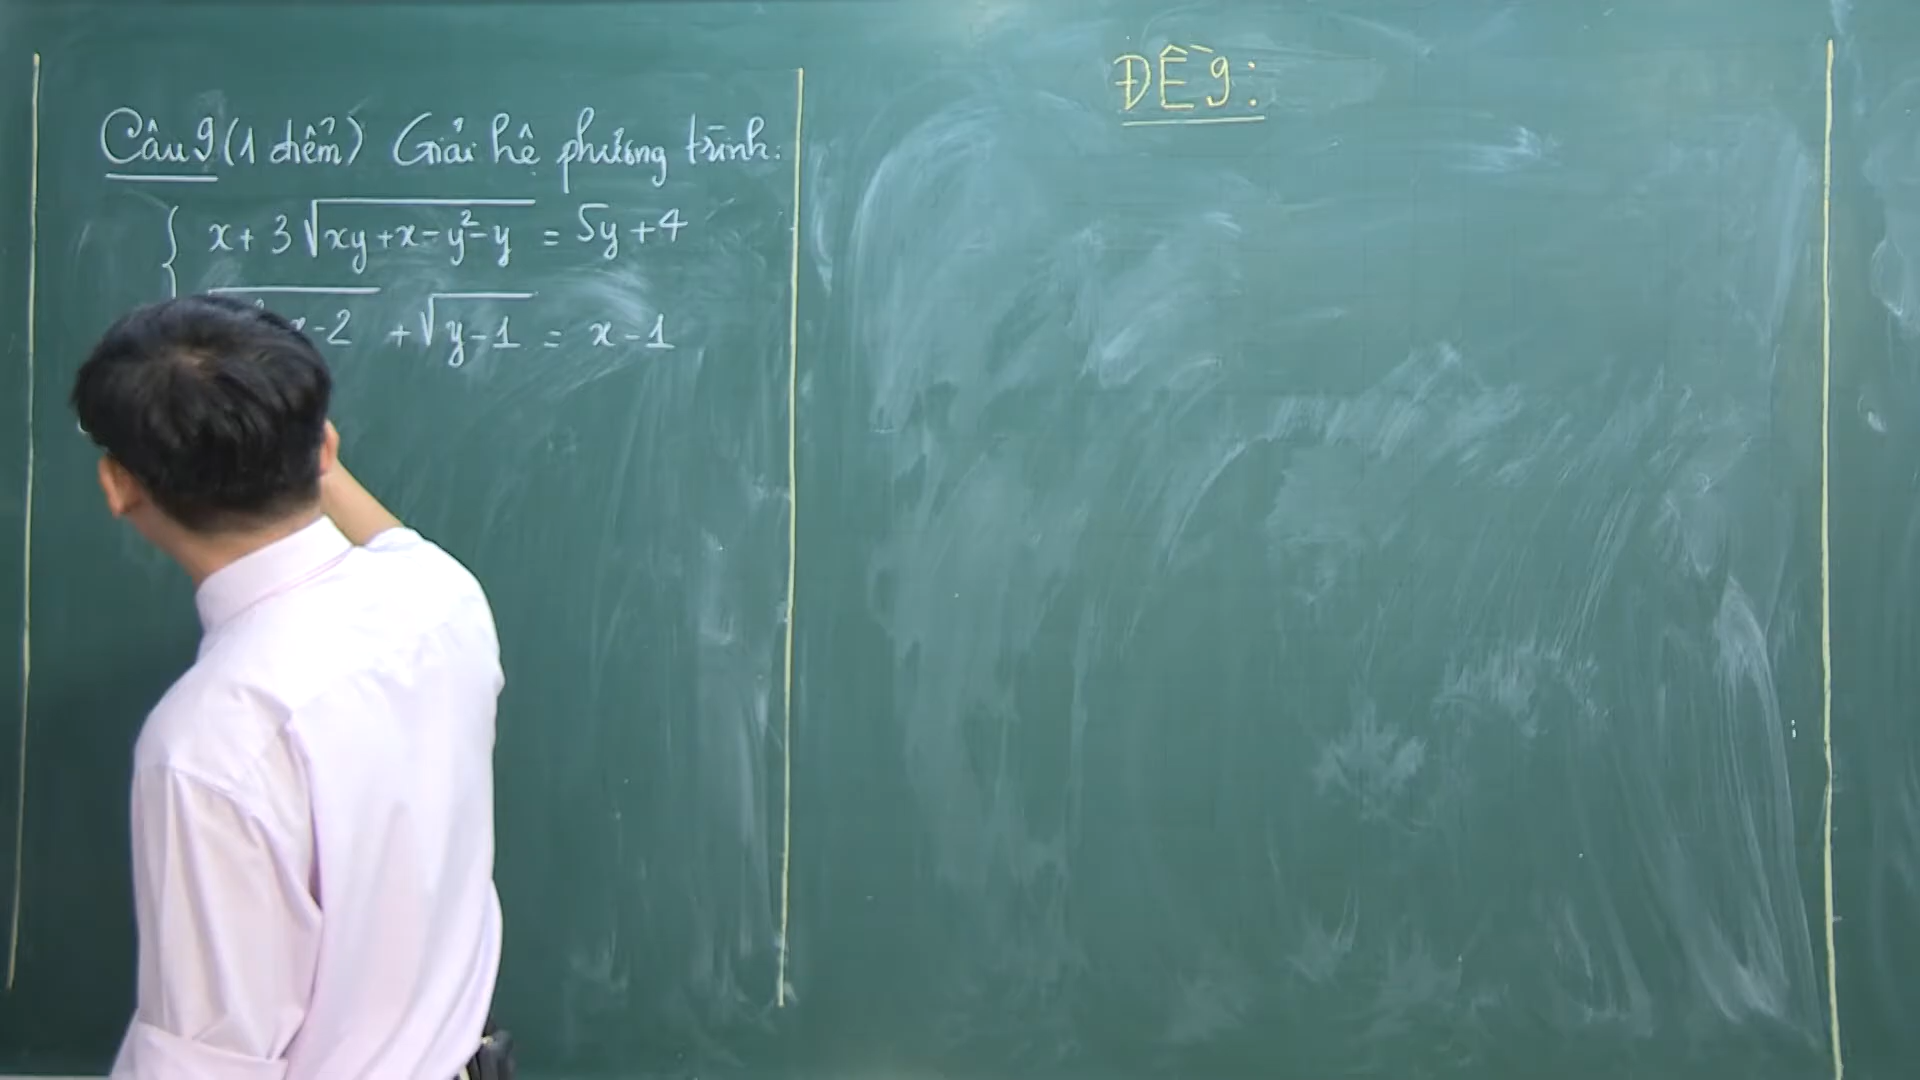 ĐỀ 9:
Câu 9 (1 điểm) Giải hệ phương trình:
{ x + 3√(xy + x - y² - y) = 5y + 4
x - 2 + √(y - 1) = x - 1